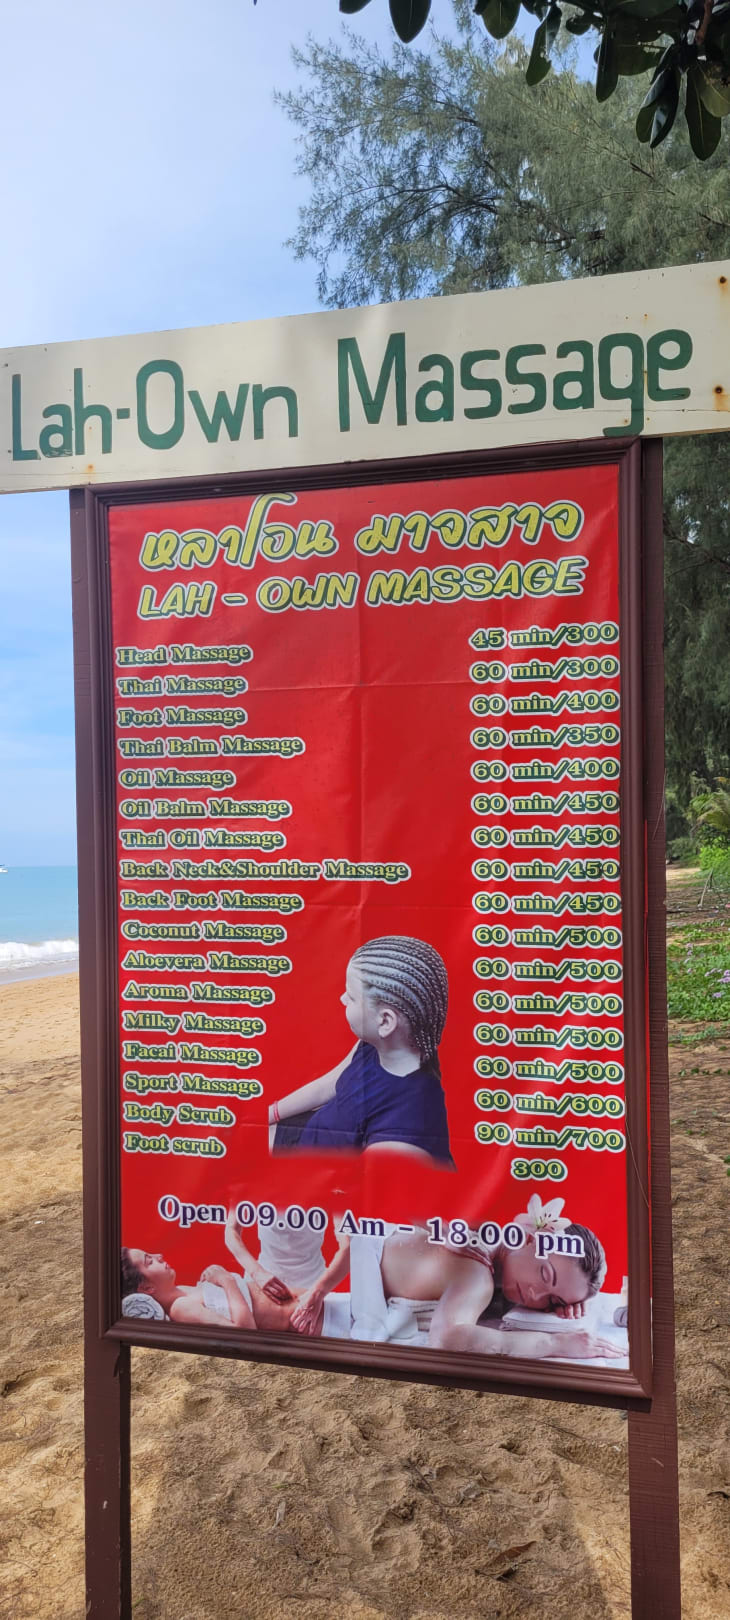 Lah-Own Massage
หลาโอน มาจสาจ
LAH - OWN MASSAGE
Head Massage 45 min/300
Thai Massage 60 min/300
Foot Massage 60 min/400
Thai Balm Massage 60 min/350
Oil Massage 60 min/400
Oil Balm Massage 60 min/450
Thai Oil Massage 60 min/450
Back Neck&Shoulder Massage 60 min/450
Back Foot Massage 60 min/450
Coconut Massage 60 min/500
Aloevera Massage 60 min/500
Aroma Massage 60 min/500
Milky Massage 60 min/500
Facai Massage 60 min/500
Sport Massage 60 min/600
Body Scrub 90 min/700
Foot scrub 300
Open 09.00 Am - 18.00 pm